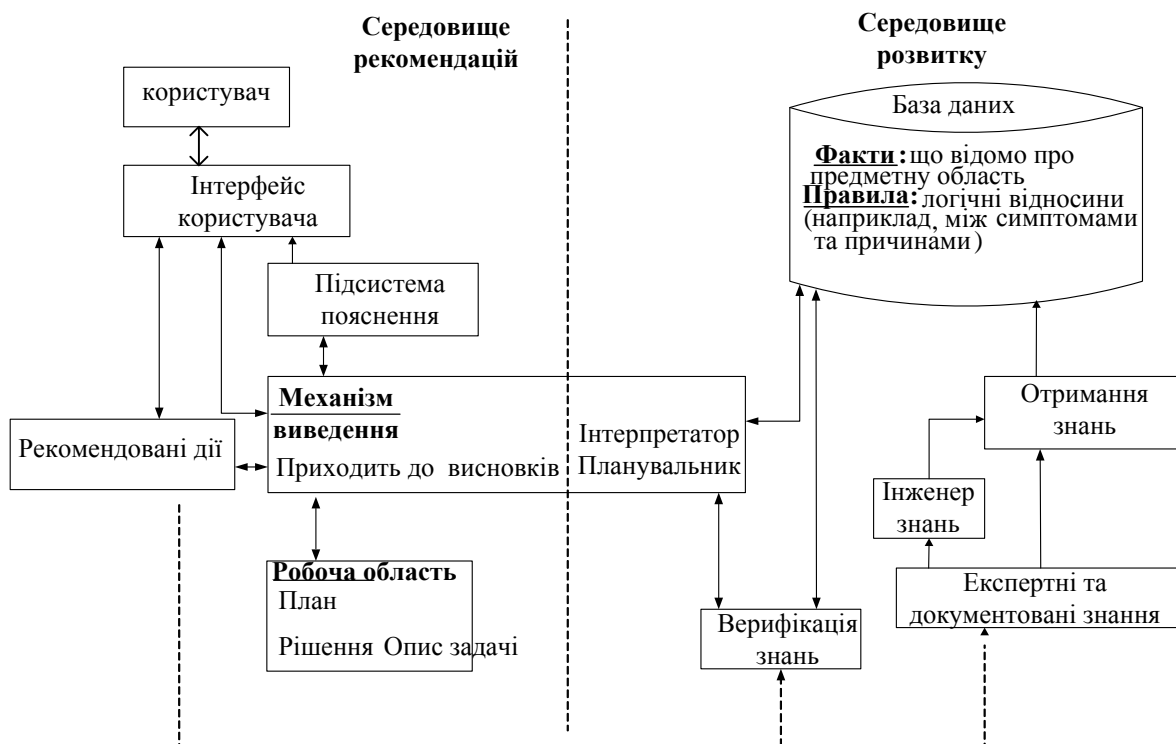 Середовище
рекомендацій
Середовище
розвитку
користувач
Інтерфейс
користувача
Підсистема
пояснення
Механізм
виведення
Приходить до висновків
Інтерпретатор
Планувальник
Рекомендовані дії
Робоча область
План
Рішення Опис задачі
База даних
Факти: що відомо про
предметну область
Правила: логічні відносини
(наприклад, між симптомами
та причинами)
Отримання
знань
Інженер
знань
Експертні та
документовані знання
Верифікація
знань